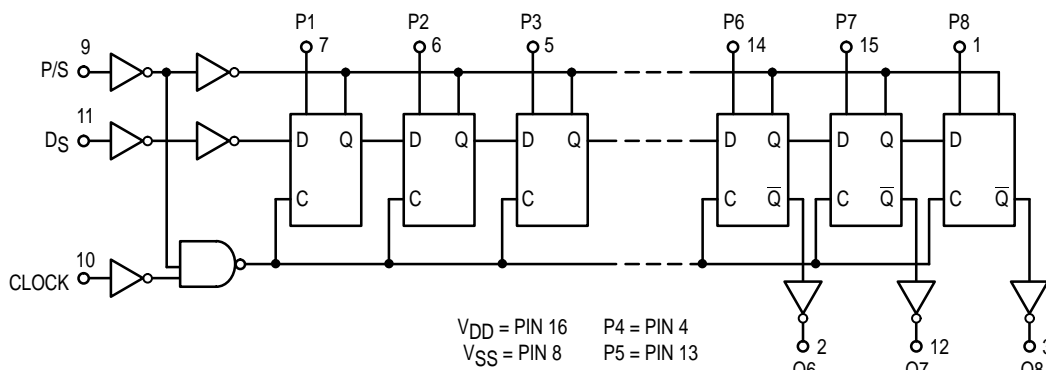 P1 P2 P3 P6 P7 P8
9 7 6 5 14 15 1
P/S
11
DS
D Q D Q D Q D Q D Q D
C C C C Q C Q C Q
10
CLOCK
VDD = PIN 16 P4 = PIN 4
VSS = PIN 8 P5 = PIN 13
2 12 3
Q6 Q7 Q8